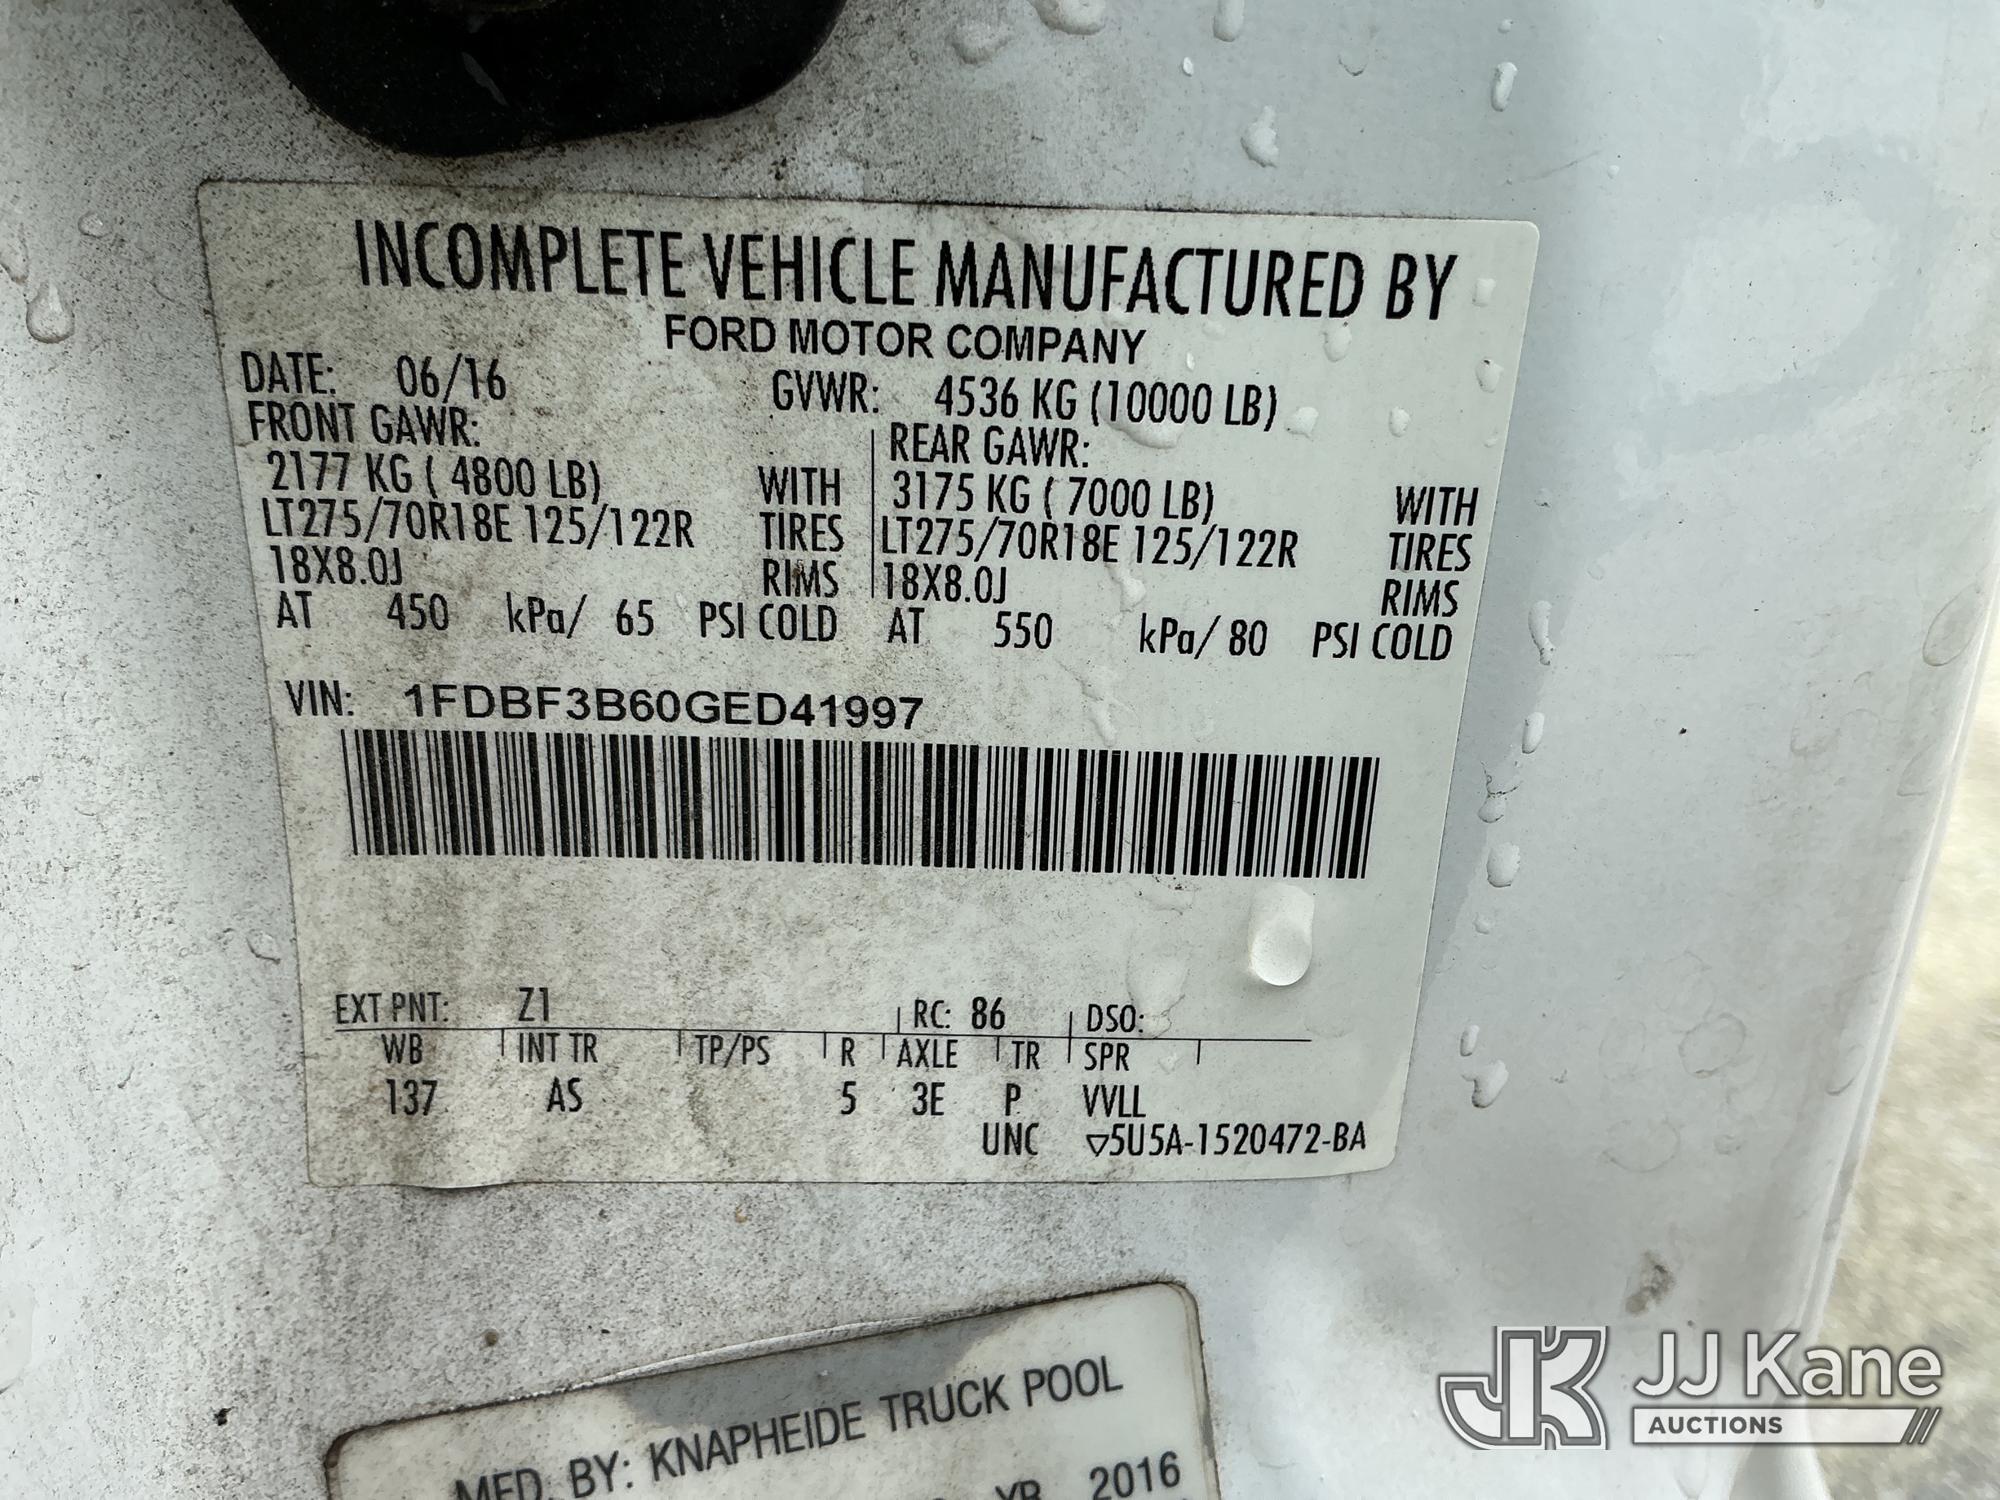 INCOMPLETE VEHICLE MANUFACTURED BY
FORD MOTOR COMPANY
DATE: 06/16 GVWR: 4536 KG (10000 LB)
FRONT GAWR: REAR GAWR:
2177 KG ( 4800 LB) WITH 3175 KG ( 7000 LB) WITH
LT275/70R18E 125/122R TIRES LT275/70R18E 125/122R TIRES
18X8.0J RIMS 18X8.0J RIMS
AT 450 kPa/ 65 PSI COLD AT 550 kPa/ 80 PSI COLD
VIN: 1FDBF3B60GED41997
EXT PNT: Z1 RC: 86 DSO:
WB INT TR TP/PS R AXLE TR SPR
137 AS 5 3E P VVLL
UNC ▽5U5A-1520472-BA
MFD. BY: KNAPHEIDE TRUCK POOL
YR 2016
JK JJ Kane
AUCTIONS